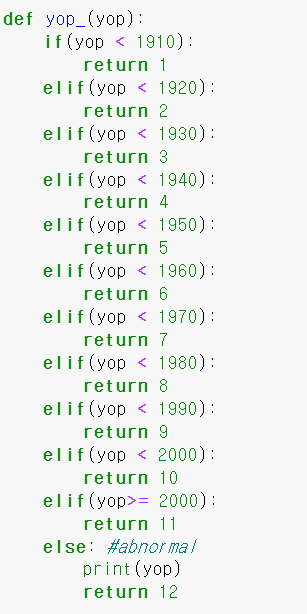 def yop_(yop):
    if(yop < 1910):
        return 1
    elif(yop < 1920):
        return 2
    elif(yop < 1930):
        return 3
    elif(yop < 1940):
        return 4
    elif(yop < 1950):
        return 5
    elif(yop < 1960):
        return 6
    elif(yop < 1970):
        return 7
    elif(yop < 1980):
        return 8
    elif(yop < 1990):
        return 9
    elif(yop < 2000):
        return 10
    elif(yop>= 2000):
        return 11
    else: #abnormal
        print(yop)
        return 12